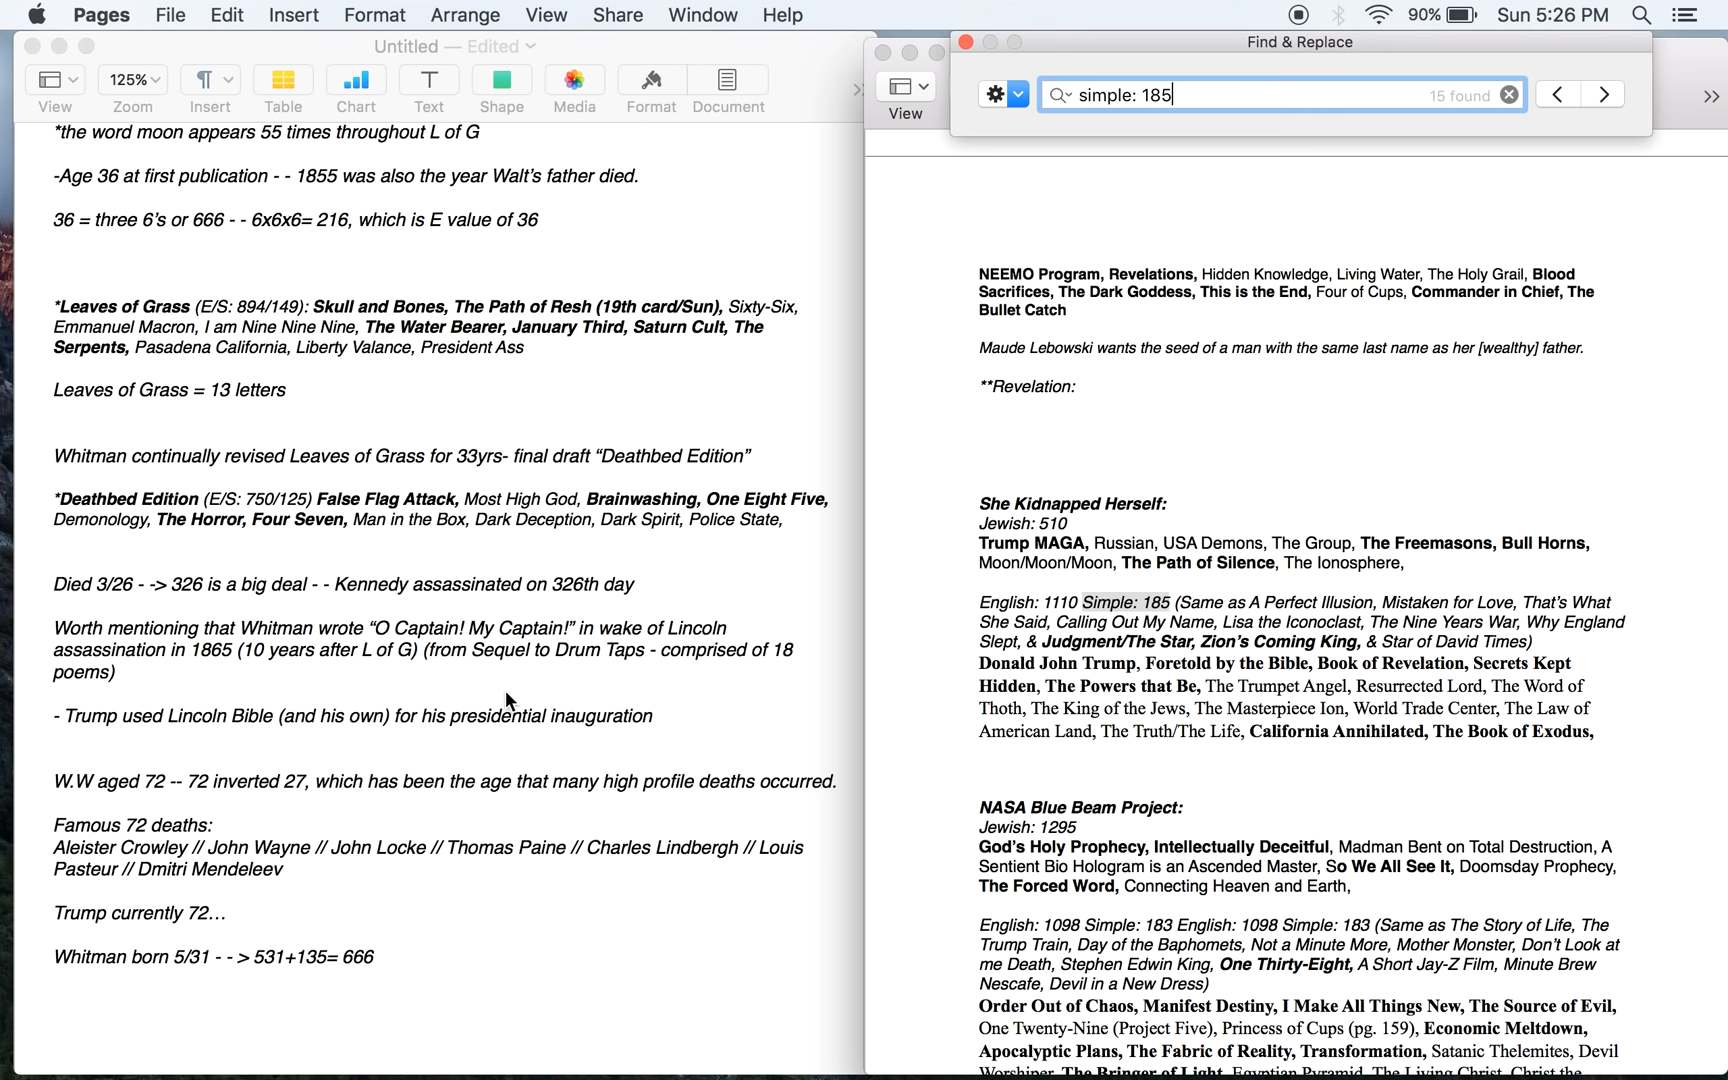 Pages File Edit Insert Format Arrange View Share Window Help 90% Sun 5:26 PM
Untitled — Edited
125%
View Zoom Insert Table Chart Text Shape Media Format Document
*the word moon appears 55 times throughout L of G
-Age 36 at first publication - - 1855 was also the year Walt's father died.
36 = three 6's or 666 - - 6x6x6= 216, which is E value of 36
*Leaves of Grass (E/S: 894/149): Skull and Bones, The Path of Resh (19th card/Sun), Sixty-Six,
Emmanuel Macron, I am Nine Nine Nine, The Water Bearer, January Third, Saturn Cult, The
Serpents, Pasadena California, Liberty Valance, President Ass
Leaves of Grass = 13 letters
Whitman continually revised Leaves of Grass for 33yrs- final draft “Deathbed Edition”
*Deathbed Edition (E/S: 750/125) False Flag Attack, Most High God, Brainwashing, One Eight Five,
Demonology, The Horror, Four Seven, Man in the Box, Dark Deception, Dark Spirit, Police State,
Died 3/26 - -> 326 is a big deal - - Kennedy assassinated on 326th day
Worth mentioning that Whitman wrote “O Captain! My Captain!” in wake of Lincoln
assassination in 1865 (10 years after L of G) (from Sequel to Drum Taps - comprised of 18
poems)
- Trump used Lincoln Bible (and his own) for his presidential inauguration
W.W aged 72 -- 72 inverted 27, which has been the age that many high profile deaths occurred.
Famous 72 deaths:
Aleister Crowley // John Wayne // John Locke // Thomas Paine // Charles Lindbergh // Louis
Pasteur // Dmitri Mendeleev
Trump currently 72...
Whitman born 5/31 - - > 531+135= 666
Find & Replace
simple: 185 15 found
View
NEEMO Program, Revelations, Hidden Knowledge, Living Water, The Holy Grail, Blood
Sacrifices, The Dark Goddess, This is the End, Four of Cups, Commander in Chief, The
Bullet Catch
Maude Lebowski wants the seed of a man with the same last name as her [wealthy] father.
**Revelation:
She Kidnapped Herself:
Jewish: 510
Trump MAGA, Russian, USA Demons, The Group, The Freemasons, Bull Horns,
Moon/Moon/Moon, The Path of Silence, The Ionosphere,
English: 1110 Simple: 185 (Same as A Perfect Illusion, Mistaken for Love, That's What
She Said, Calling Out My Name, Lisa the Iconoclast, The Nine Years War, Why England
Slept, & Judgment/The Star, Zion's Coming King, & Star of David Times)
Donald John Trump, Foretold by the Bible, Book of Revelation, Secrets Kept
Hidden, The Powers that Be, The Trumpet Angel, Resurrected Lord, The Word of
Thoth, The King of the Jews, The Masterpiece Ion, World Trade Center, The Law of
American Land, The Truth/The Life, California Annihilated, The Book of Exodus,
NASA Blue Beam Project:
Jewish: 1295
God's Holy Prophecy, Intellectually Deceitful, Madman Bent on Total Destruction, A
Sentient Bio Hologram is an Ascended Master, So We All See It, Doomsday Prophecy,
The Forced Word, Connecting Heaven and Earth,
English: 1098 Simple: 183 English: 1098 Simple: 183 (Same as The Story of Life, The
Trump Train, Day of the Baphomets, Not a Minute More, Mother Monster, Don't Look at
me Death, Stephen Edwin King, One Thirty-Eight, A Short Jay-Z Film, Minute Brew
Nescafe, Devil in a New Dress)
Order Out of Chaos, Manifest Destiny, I Make All Things New, The Source of Evil,
One Twenty-Nine (Project Five), Princess of Cups (pg. 159), Economic Meltdown,
Apocalyptic Plans, The Fabric of Reality, Transformation, Satanic Thelemites, Devil
Worshiper, The Bringer of Light, Egyptian Pyramid, The Living Christ, Christ the